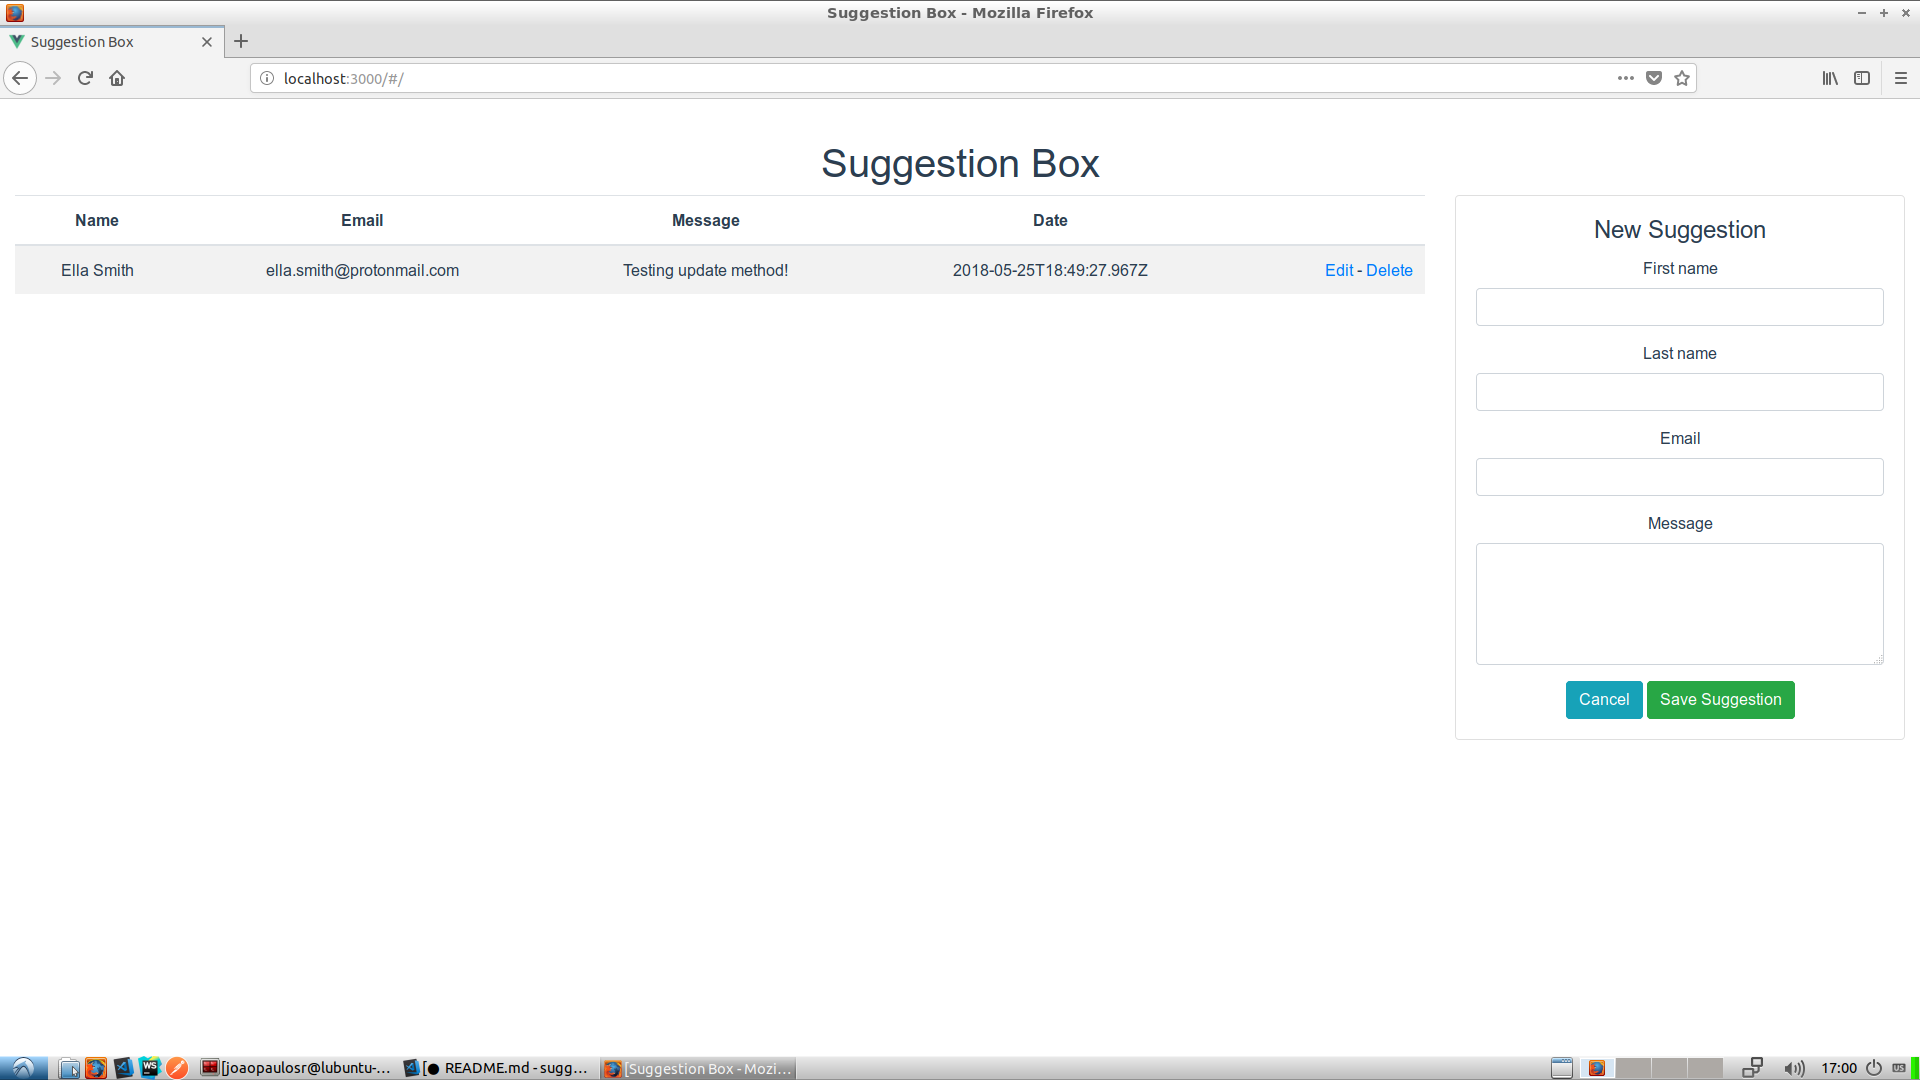 Suggestion Box - Mozilla Firefox
Suggestion Box
localhost:3000/#/
Suggestion Box
Name Email Message Date
Ella Smith ella.smith@protonmail.com Testing update method! 2018-05-25T18:49:27.967Z Edit - Delete
New Suggestion
First name
Last name
Email
Message
Cancel Save Suggestion
WS [joaopaulosr@lubuntu-... [● README.md - sugg... [Suggestion Box - Mozi... 17:00 US